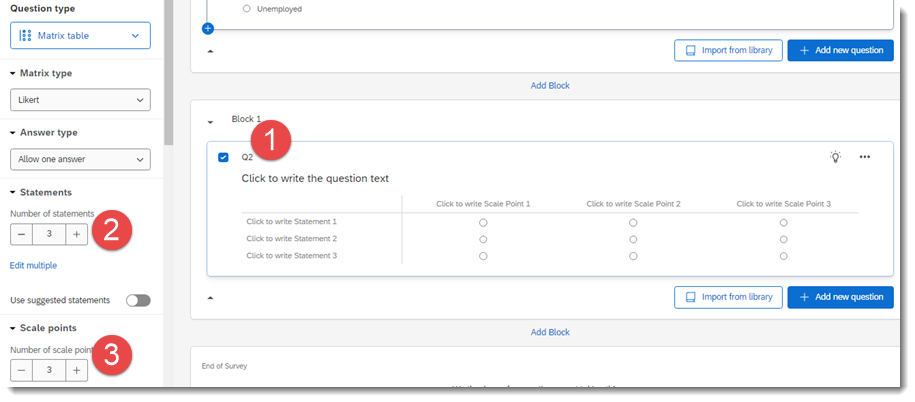 Question type
Matrix table
Matrix type
Likert
Answer type
Allow one answer
Statements
Number of statements
3
2
Edit multiple
Use suggested statements
Scale points
Number of scale point
3
3
Unemployed
Import from library
Add new question
Add Block
Block 1
1
Q2
Click to write the question text
Click to write Scale Point 1 Click to write Scale Point 2 Click to write Scale Point 3
Click to write Statement 1
Click to write Statement 2
Click to write Statement 3
Import from library
Add new question
Add Block
End of Survey